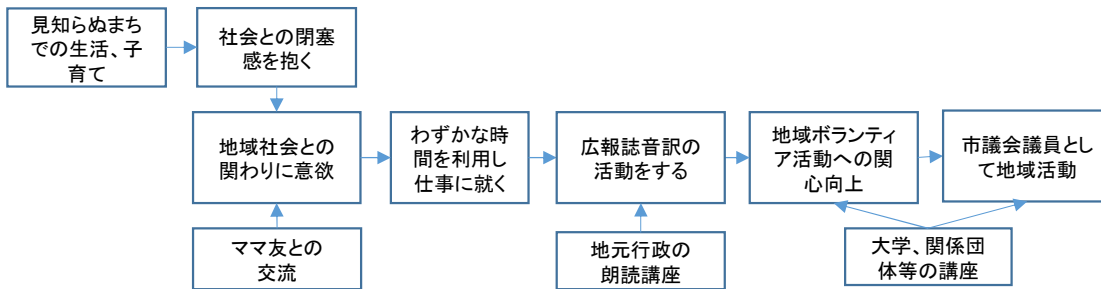 見知らぬまち
での生活、子
育て
社会との閉塞
感を抱く
地域社会との
関わりに意欲
わずかな時
間を利用し
仕事に就く
広報誌音訳の
活動をする
地域ボランティ
ア活動への関
心向上
市議会議員とし
て地域活動
ママ友との
交流
地元行政の
朗読講座
大学、関係団
体等の講座